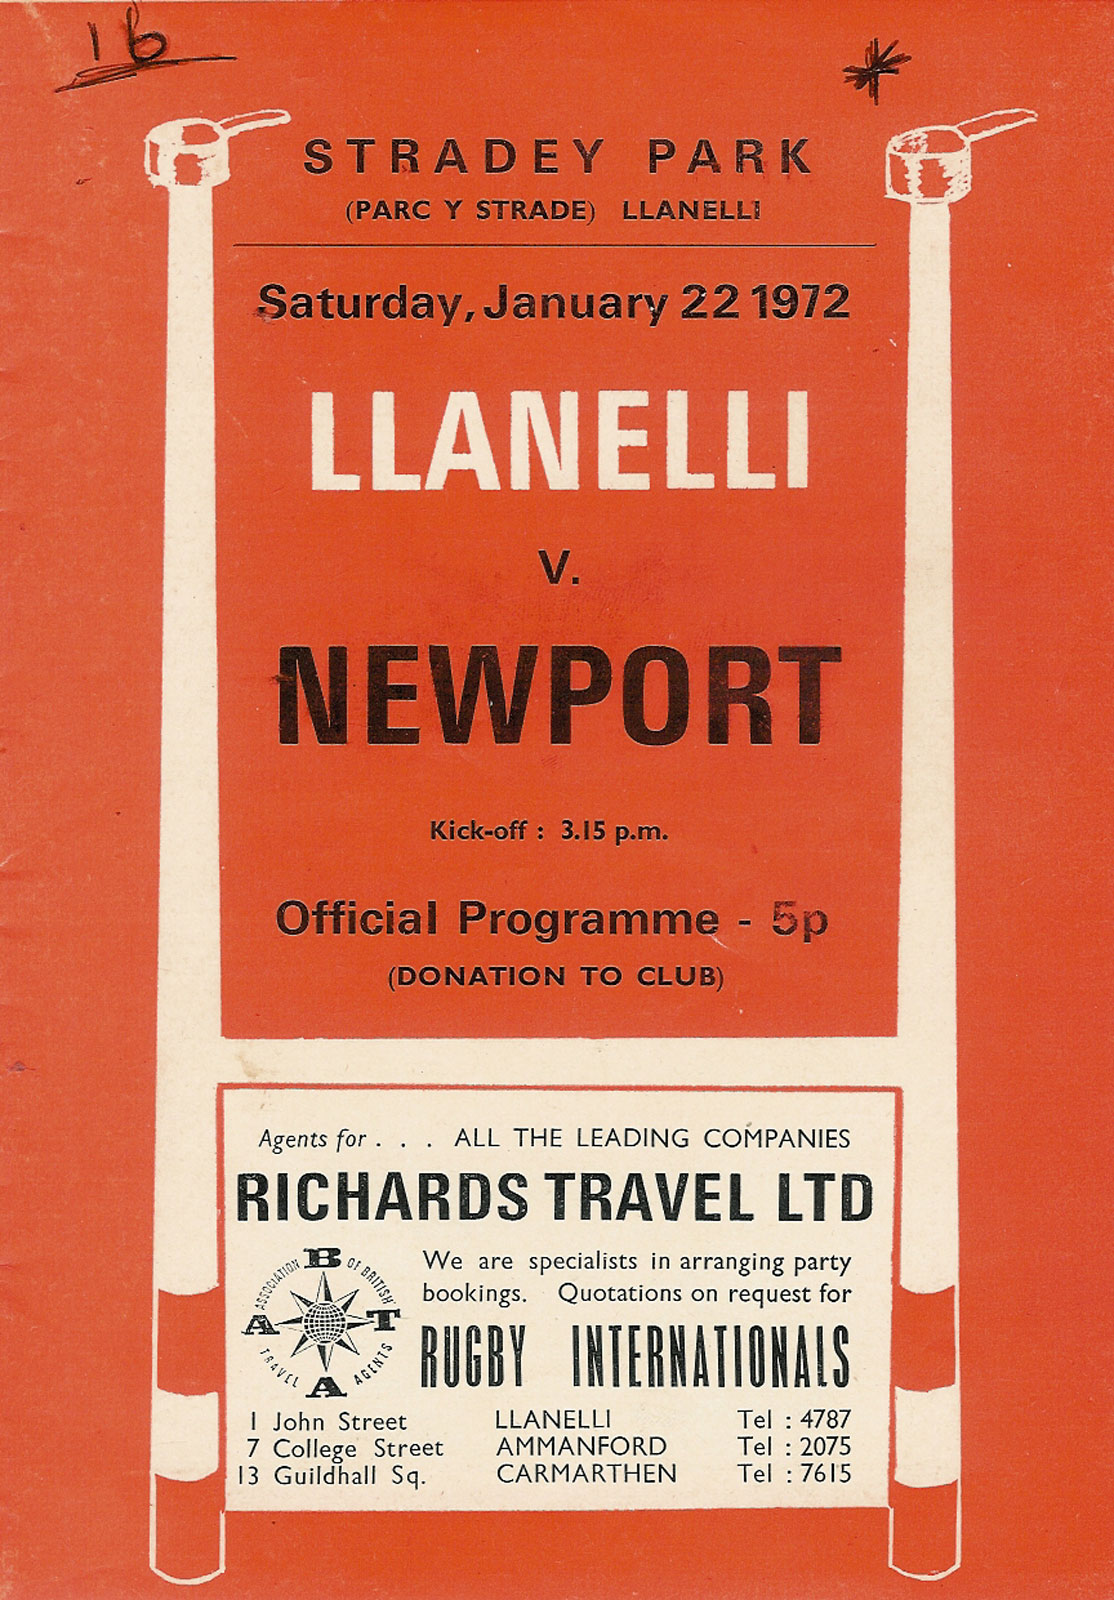 1b
*
STRADEY PARK
(PARC Y STRADE) LLANELLI
Saturday, January 22 1972
LLANELLI
V.
NEWPORT
Kick-off : 3.15 p.m.
Official Programme - 5p
(DONATION TO CLUB)
Agents for . . . ALL THE LEADING COMPANIES
RICHARDS TRAVEL LTD
ABTA
ASSOCIATION OF BRITISH TRAVEL AGENTS
We are specialists in arranging party
bookings. Quotations on request for
RUGBY INTERNATIONALS
1 John Street LLANELLI Tel : 4787
7 College Street AMMANFORD Tel : 2075
13 Guildhall Sq. CARMARTHEN Tel : 7615